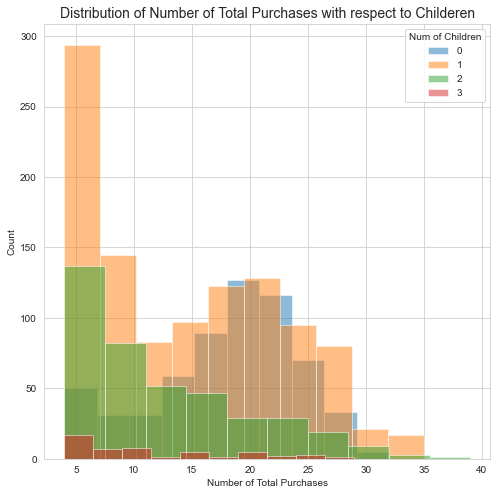 Distribution of Number of Total Purchases with respect to Childeren
Num of Children
0
1
2
3
300
250
200
150
100
50
0
Count
5 10 15 20 25 30 35 40
Number of Total Purchases